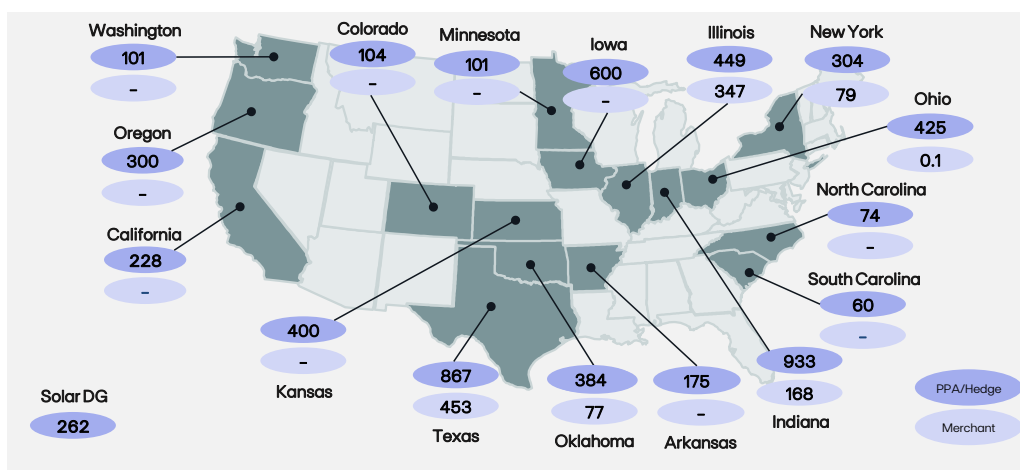 Washington
101
-
Colorado
104
-
Minnesota
101
-
Iowa
600
-
Illinois
449
347
New York
304
79
Ohio
425
0.1
Oregon
300
-
North Carolina
74
-
California
228
-
South Carolina
60
-
400
-
Kansas
867
453
Texas
384
77
Oklahoma
175
-
Arkansas
933
168
Indiana
Solar DG
262
PPA/Hedge
Merchant